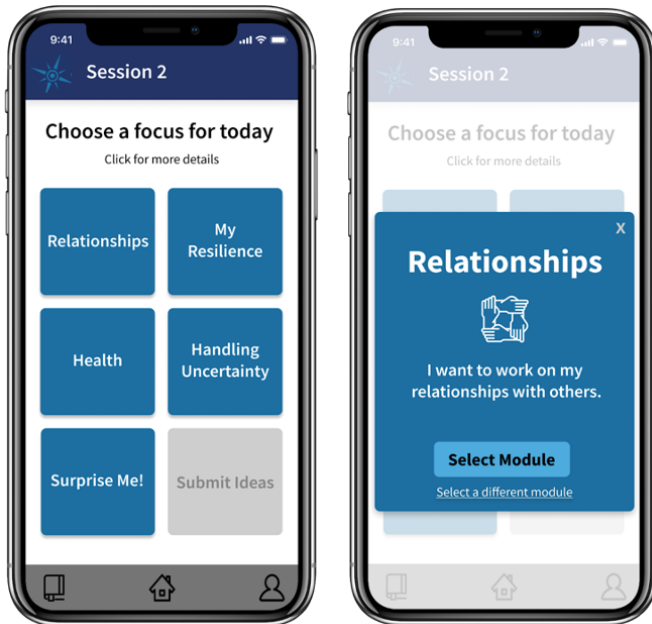 9:41
Session 2
Choose a focus for today
Click for more details
Relationships
My
Resilience
Health
Handling
Uncertainty
Surprise Me!
Submit Ideas
9:41
Session 2
Choose a focus for today
Click for more details
X
Relationships
I want to work on my
relationships with others.
Select Module
Select a different module